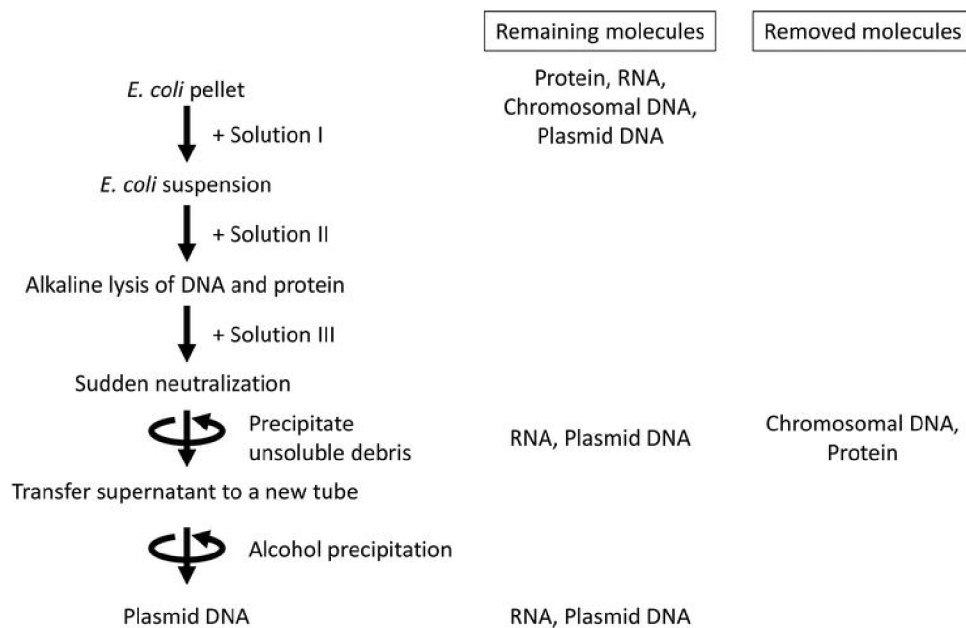 Remaining molecules
Removed molecules
E. coli pellet
Protein, RNA,
Chromosomal DNA,
Plasmid DNA
+ Solution I
E. coli suspension
+ Solution II
Alkaline lysis of DNA and protein
+ Solution III
Sudden neutralization
Precipitate
unsoluble debris
RNA, Plasmid DNA
Chromosomal DNA,
Protein
Transfer supernatant to a new tube
Alcohol precipitation
Plasmid DNA
RNA, Plasmid DNA